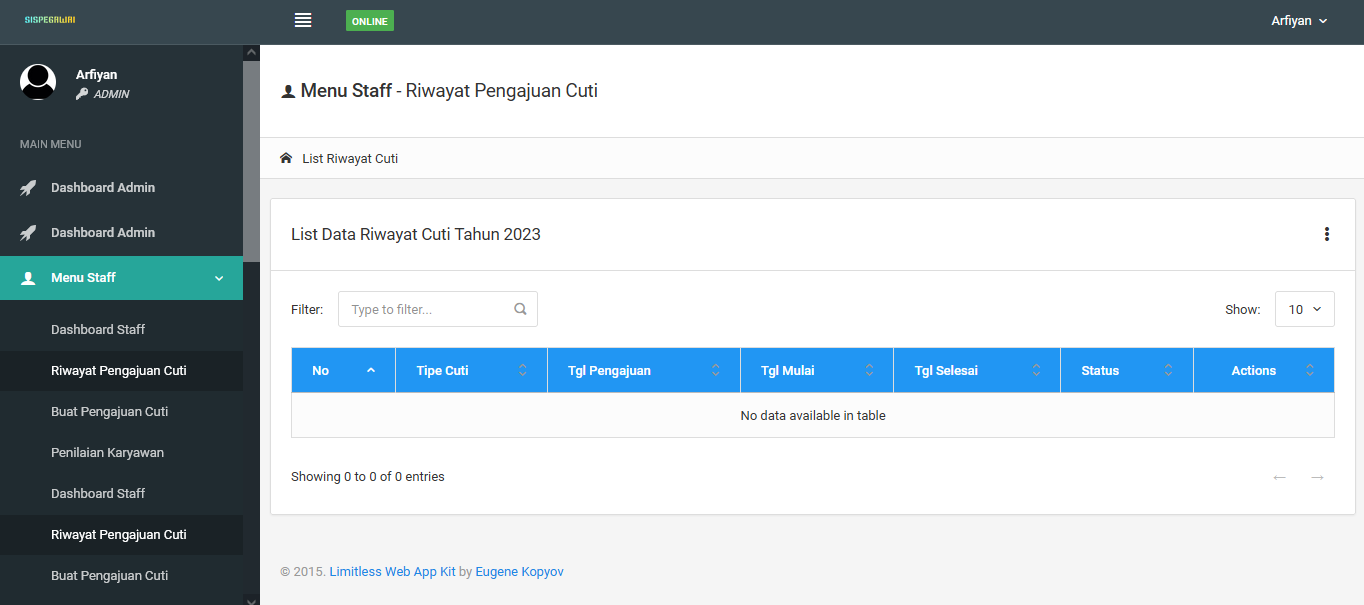 SISPEGAWAI
ONLINE
Arfiyan
Arfiyan
ADMIN
MAIN MENU
Dashboard Admin
Dashboard Admin
Menu Staff
Dashboard Staff
Riwayat Pengajuan Cuti
Buat Pengajuan Cuti
Penilaian Karyawan
Dashboard Staff
Riwayat Pengajuan Cuti
Buat Pengajuan Cuti
Menu Staff - Riwayat Pengajuan Cuti
List Riwayat Cuti
List Data Riwayat Cuti Tahun 2023
Filter: Type to filter... Show: 10
No Tipe Cuti Tgl Pengajuan Tgl Mulai Tgl Selesai Status Actions
No data available in table
Showing 0 to 0 of 0 entries ← →
© 2015. Limitless Web App Kit by Eugene Kopyov